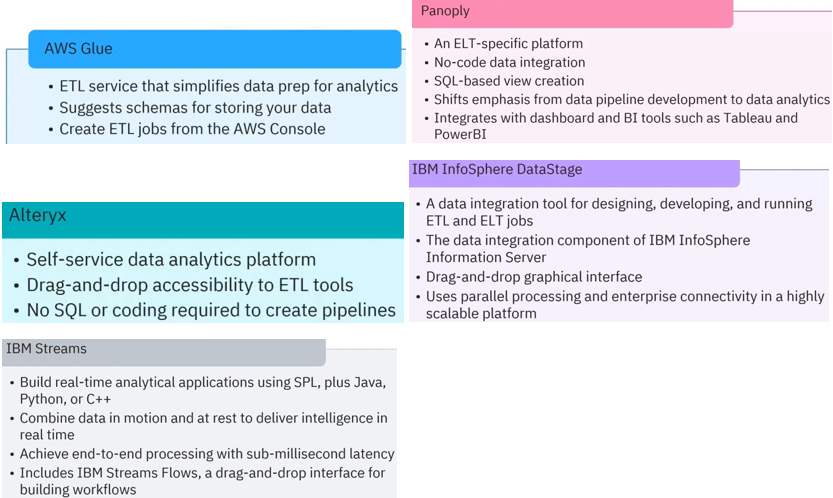 AWS Glue
• ETL service that simplifies data prep for analytics
• Suggests schemas for storing your data
• Create ETL jobs from the AWS Console
Panoply
• An ELT-specific platform
• No-code data integration
• SQL-based view creation
• Shifts emphasis from data pipeline development to data analytics
• Integrates with dashboard and BI tools such as Tableau and
PowerBI
Alteryx
• Self-service data analytics platform
• Drag-and-drop accessibility to ETL tools
• No SQL or coding required to create pipelines
IBM InfoSphere DataStage
• A data integration tool for designing, developing, and running
ETL and ELT jobs
• The data integration component of IBM InfoSphere
Information Server
• Drag-and-drop graphical interface
• Uses parallel processing and enterprise connectivity in a highly
scalable platform
IBM Streams
• Build real-time analytical applications using SPL, plus Java,
Python, or C++
• Combine data in motion and at rest to deliver intelligence in
real time
• Achieve end-to-end processing with sub-millisecond latency
• Includes IBM Streams Flows, a drag-and-drop interface for
building workflows